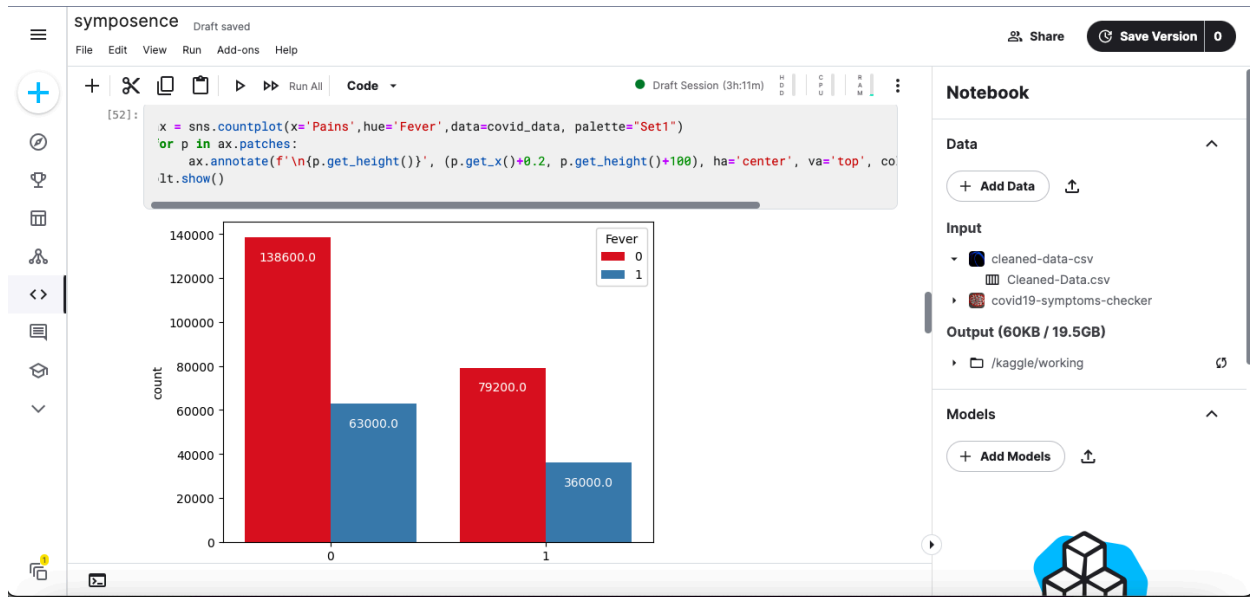 symposence Draft saved
File Edit View Run Add-ons Help
Share
Save Version 0
Run All Code
Draft Session (3h:11m)
HDD
CPU
RAM
[52]:
x = sns.countplot(x='Pains',hue='Fever',data=covid_data, palette="Set1")
or p in ax.patches:
ax.annotate(f'\n{p.get_height()}', (p.get_x()+0.2, p.get_height()+100), ha='center', va='top', co
lt.show()
140000
120000
100000
80000
60000
40000
20000
0
count
138600.0
63000.0
79200.0
36000.0
Fever
0
1
0 1
Notebook
Data
+ Add Data
Input
cleaned-data-csv
Cleaned-Data.csv
covid19-symptoms-checker
Output (60KB / 19.5GB)
/kaggle/working
Models
+ Add Models
1